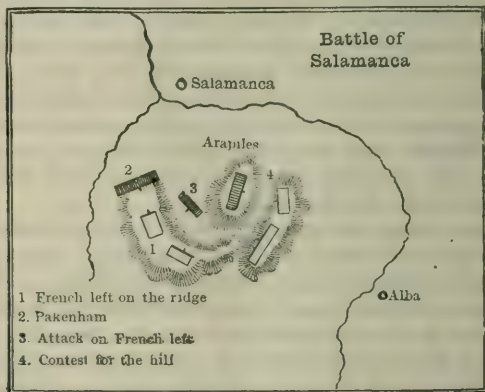 Battle of
Salamanca
Salamanca
Arapiles
2
3
4
1
Alba
1 French left on the ridge
2. Pakenham
3. Attack on French left
4. Contest for the hill